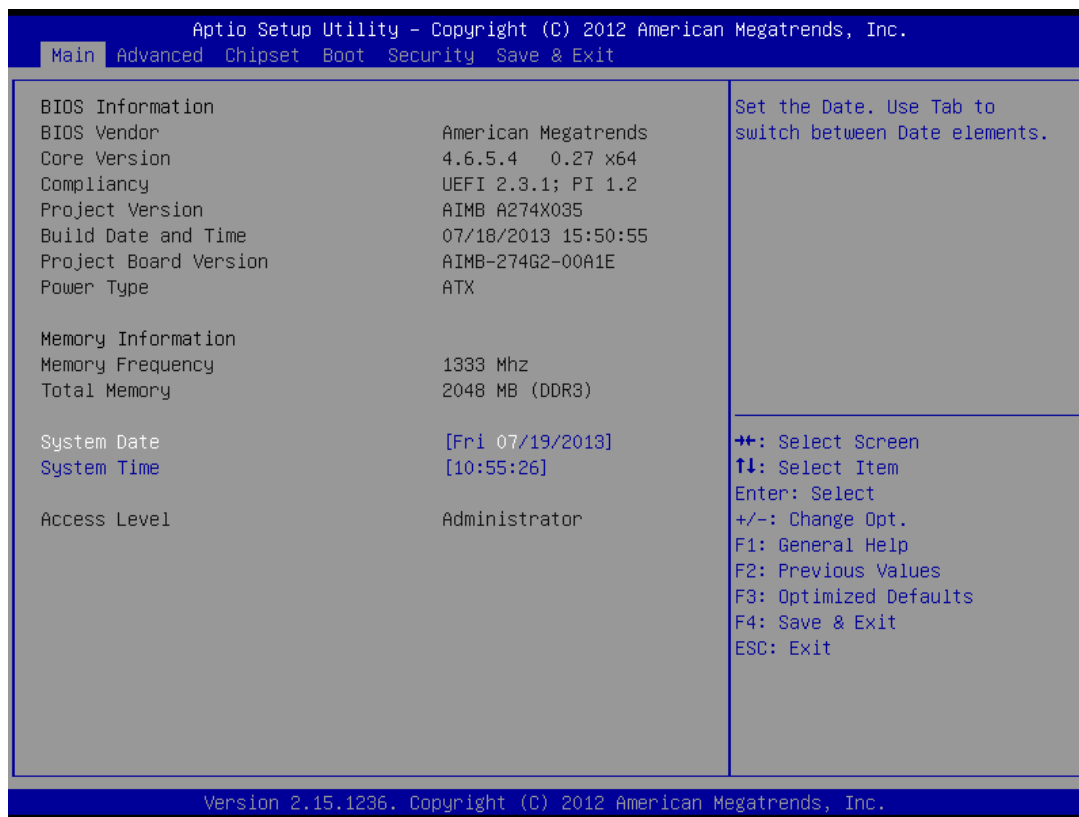 Aptio Setup Utility – Copyright (C) 2012 American Megatrends, Inc.
Main Advanced Chipset Boot Security Save & Exit
BIOS Information
BIOS Vendor American Megatrends
Core Version 4.6.5.4 0.27 x64
Compliancy UEFI 2.3.1; PI 1.2
Project Version AIMB A274X035
Build Date and Time 07/18/2013 15:50:55
Project Board Version AIMB-274G2-00A1E
Power Type ATX
Memory Information
Memory Frequency 1333 Mhz
Total Memory 2048 MB (DDR3)
System Date [Fri 07/19/2013]
System Time [10:55:26]
Access Level Administrator
Set the Date. Use Tab to
switch between Date elements.
→←: Select Screen
↑↓: Select Item
Enter: Select
+/-: Change Opt.
F1: General Help
F2: Previous Values
F3: Optimized Defaults
F4: Save & Exit
ESC: Exit
Version 2.15.1236. Copyright (C) 2012 American Megatrends, Inc.